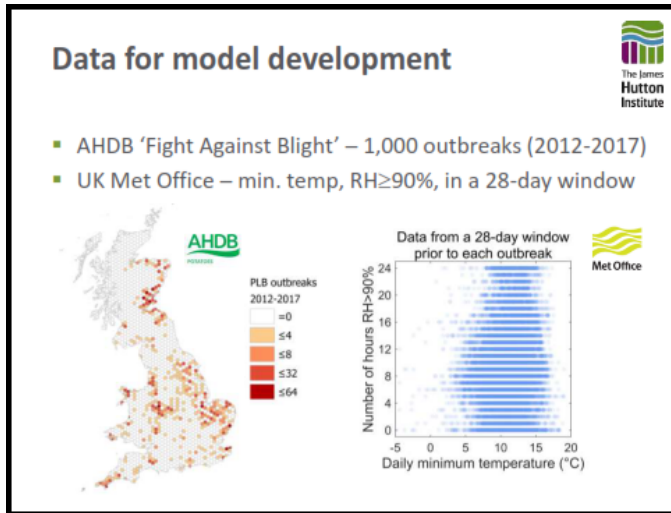 Data for model development
The James
Hutton
Institute
▪ AHDB ‘Fight Against Blight’ – 1,000 outbreaks (2012-2017)
▪ UK Met Office – min. temp, RH≥90%, in a 28-day window
AHDB
POTATOES
PLB outbreaks
2012-2017
=0
≤4
≤8
≤32
≤64
Data from a 28-day window
prior to each outbreak
Met Office
Number of hours RH>90%
24
20
16
12
8
4
0
-5 0 5 10 15 20
Daily minimum temperature (°C)